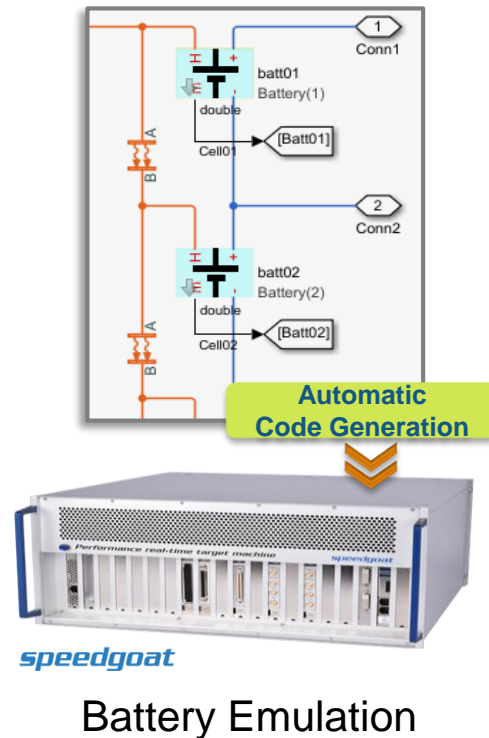 1
Conn1
H
+
batt01
Battery(1)
m
-
double
A
Cell01
[Batt01]
B
2
Conn2
H
+
batt02
Battery(2)
m
-
double
A
Cell02
[Batt02]
B
Automatic
Code Generation
Performance real-time target machine
speedgoat
speedgoat
Battery Emulation